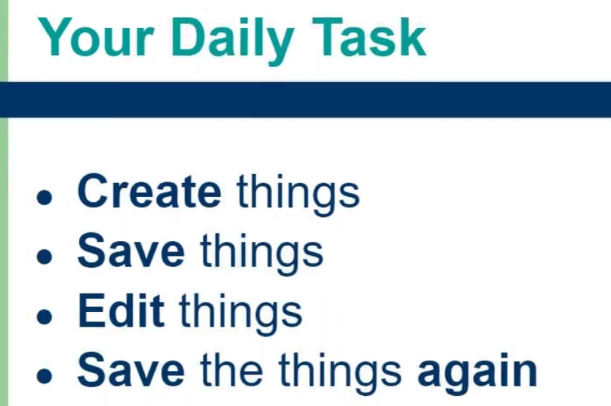 Your Daily Task
• Create things
• Save things
• Edit things
• Save the things again